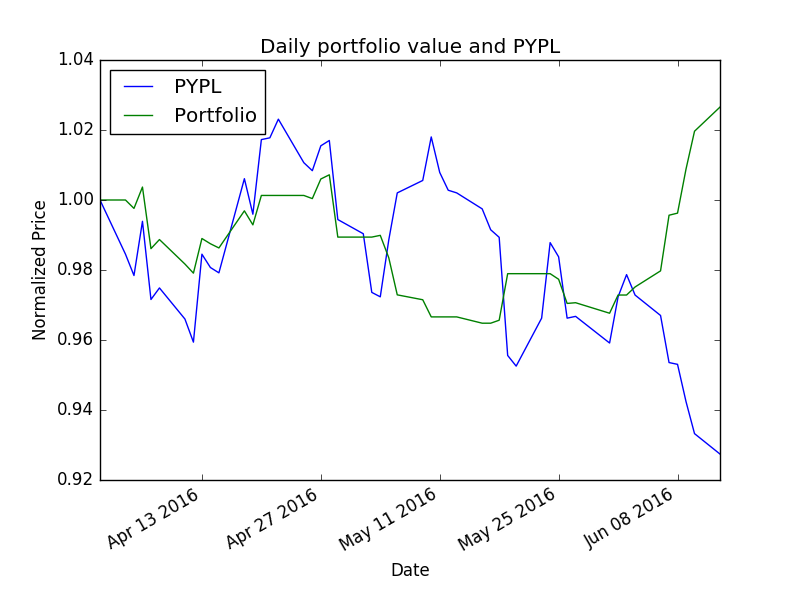 Daily portfolio value and PYPL
1.04
1.02
1.00
0.98
0.96
0.94
0.92
Normalized Price
PYPL
Portfolio
Apr 13 2016
Apr 27 2016
May 11 2016
May 25 2016
Jun 08 2016
Date